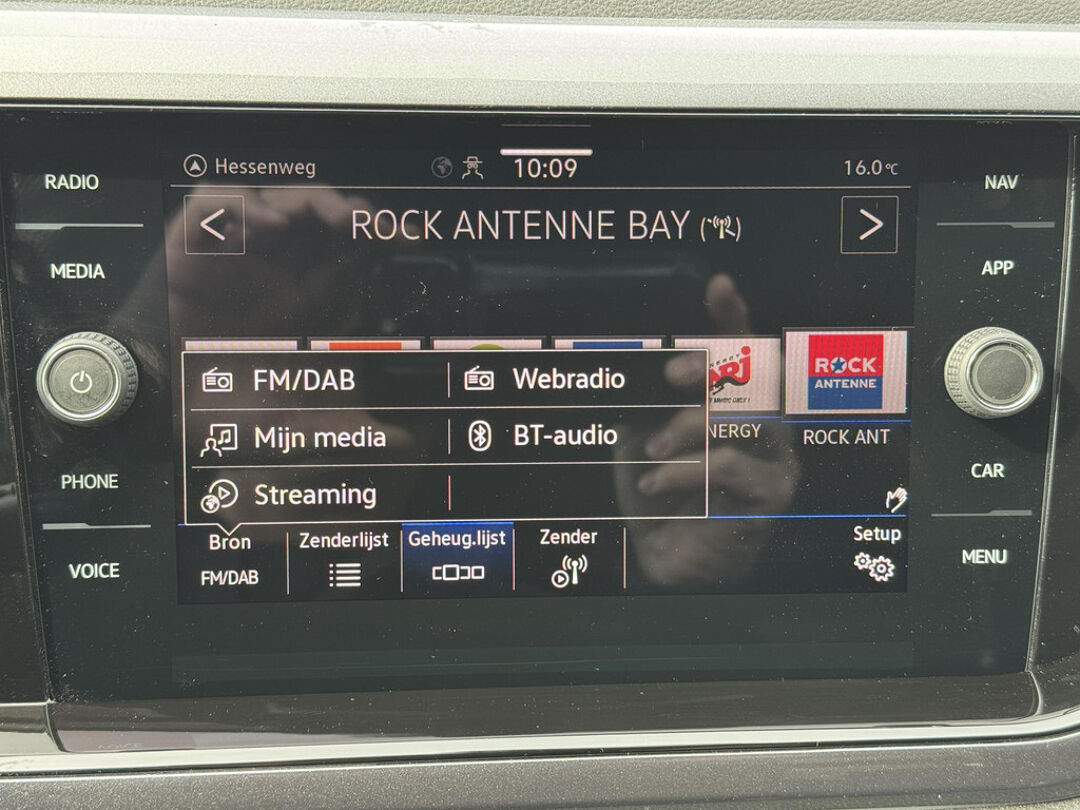 RADIO
MEDIA
PHONE
VOICE
Hessenweg
10:09
16.0°C
ROCK ANTENNE BAY
FM/DAB
Webradio
Mijn media
BT-audio
Streaming
NRJ
NERGY
ROCK
ANTENNE
ROCK ANT
Bron
FM/DAB
Zenderlijst
Geheug.lijst
Zender
Setup
NAV
APP
CAR
MENU